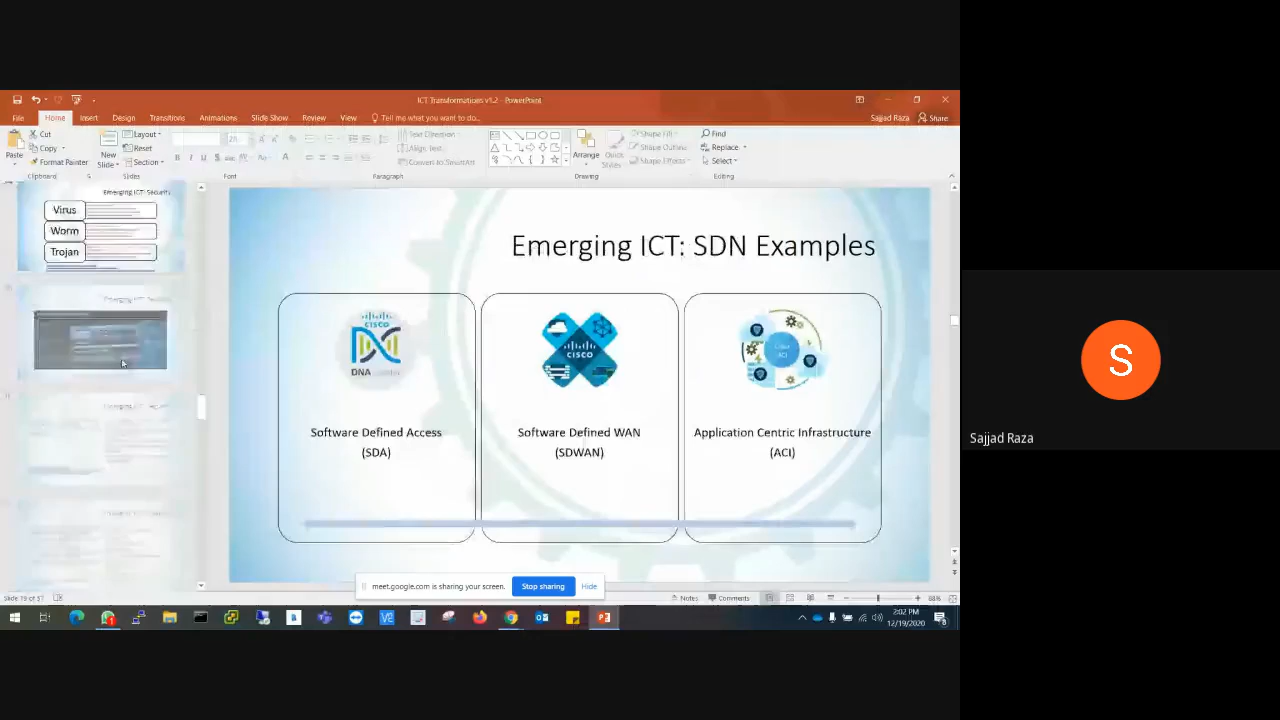 ICT Transformations v1.2 - PowerPoint
File Home Insert Design Transitions Animations Slide Show Review View Tell me what you want to do... Sajjad Raza Share
Cut
Copy
Format Painter
Paste
Clipboard
New
Slide
Layout
Reset
Section
Slides
Font
Text Direction
Align Text
Convert to SmartArt
Paragraph
Arrange
Quick
Styles
Shape Fill
Shape Outline
Shape Effects
Drawing
Find
Replace
Select
Editing
Emerging ICT: Security
Virus
Worm
Trojan
Emerging ICT: SDN Examples
CISCO
DNA
Software Defined Access
(SDA)
CISCO
Software Defined WAN
(SDWAN)
ACI
Application Centric Infrastructure
(ACI)
meet.google.com is sharing your screen. Stop sharing Hide
Notes Comments 88%
2:02 PM
12/19/2020
S
Sajjad Raza